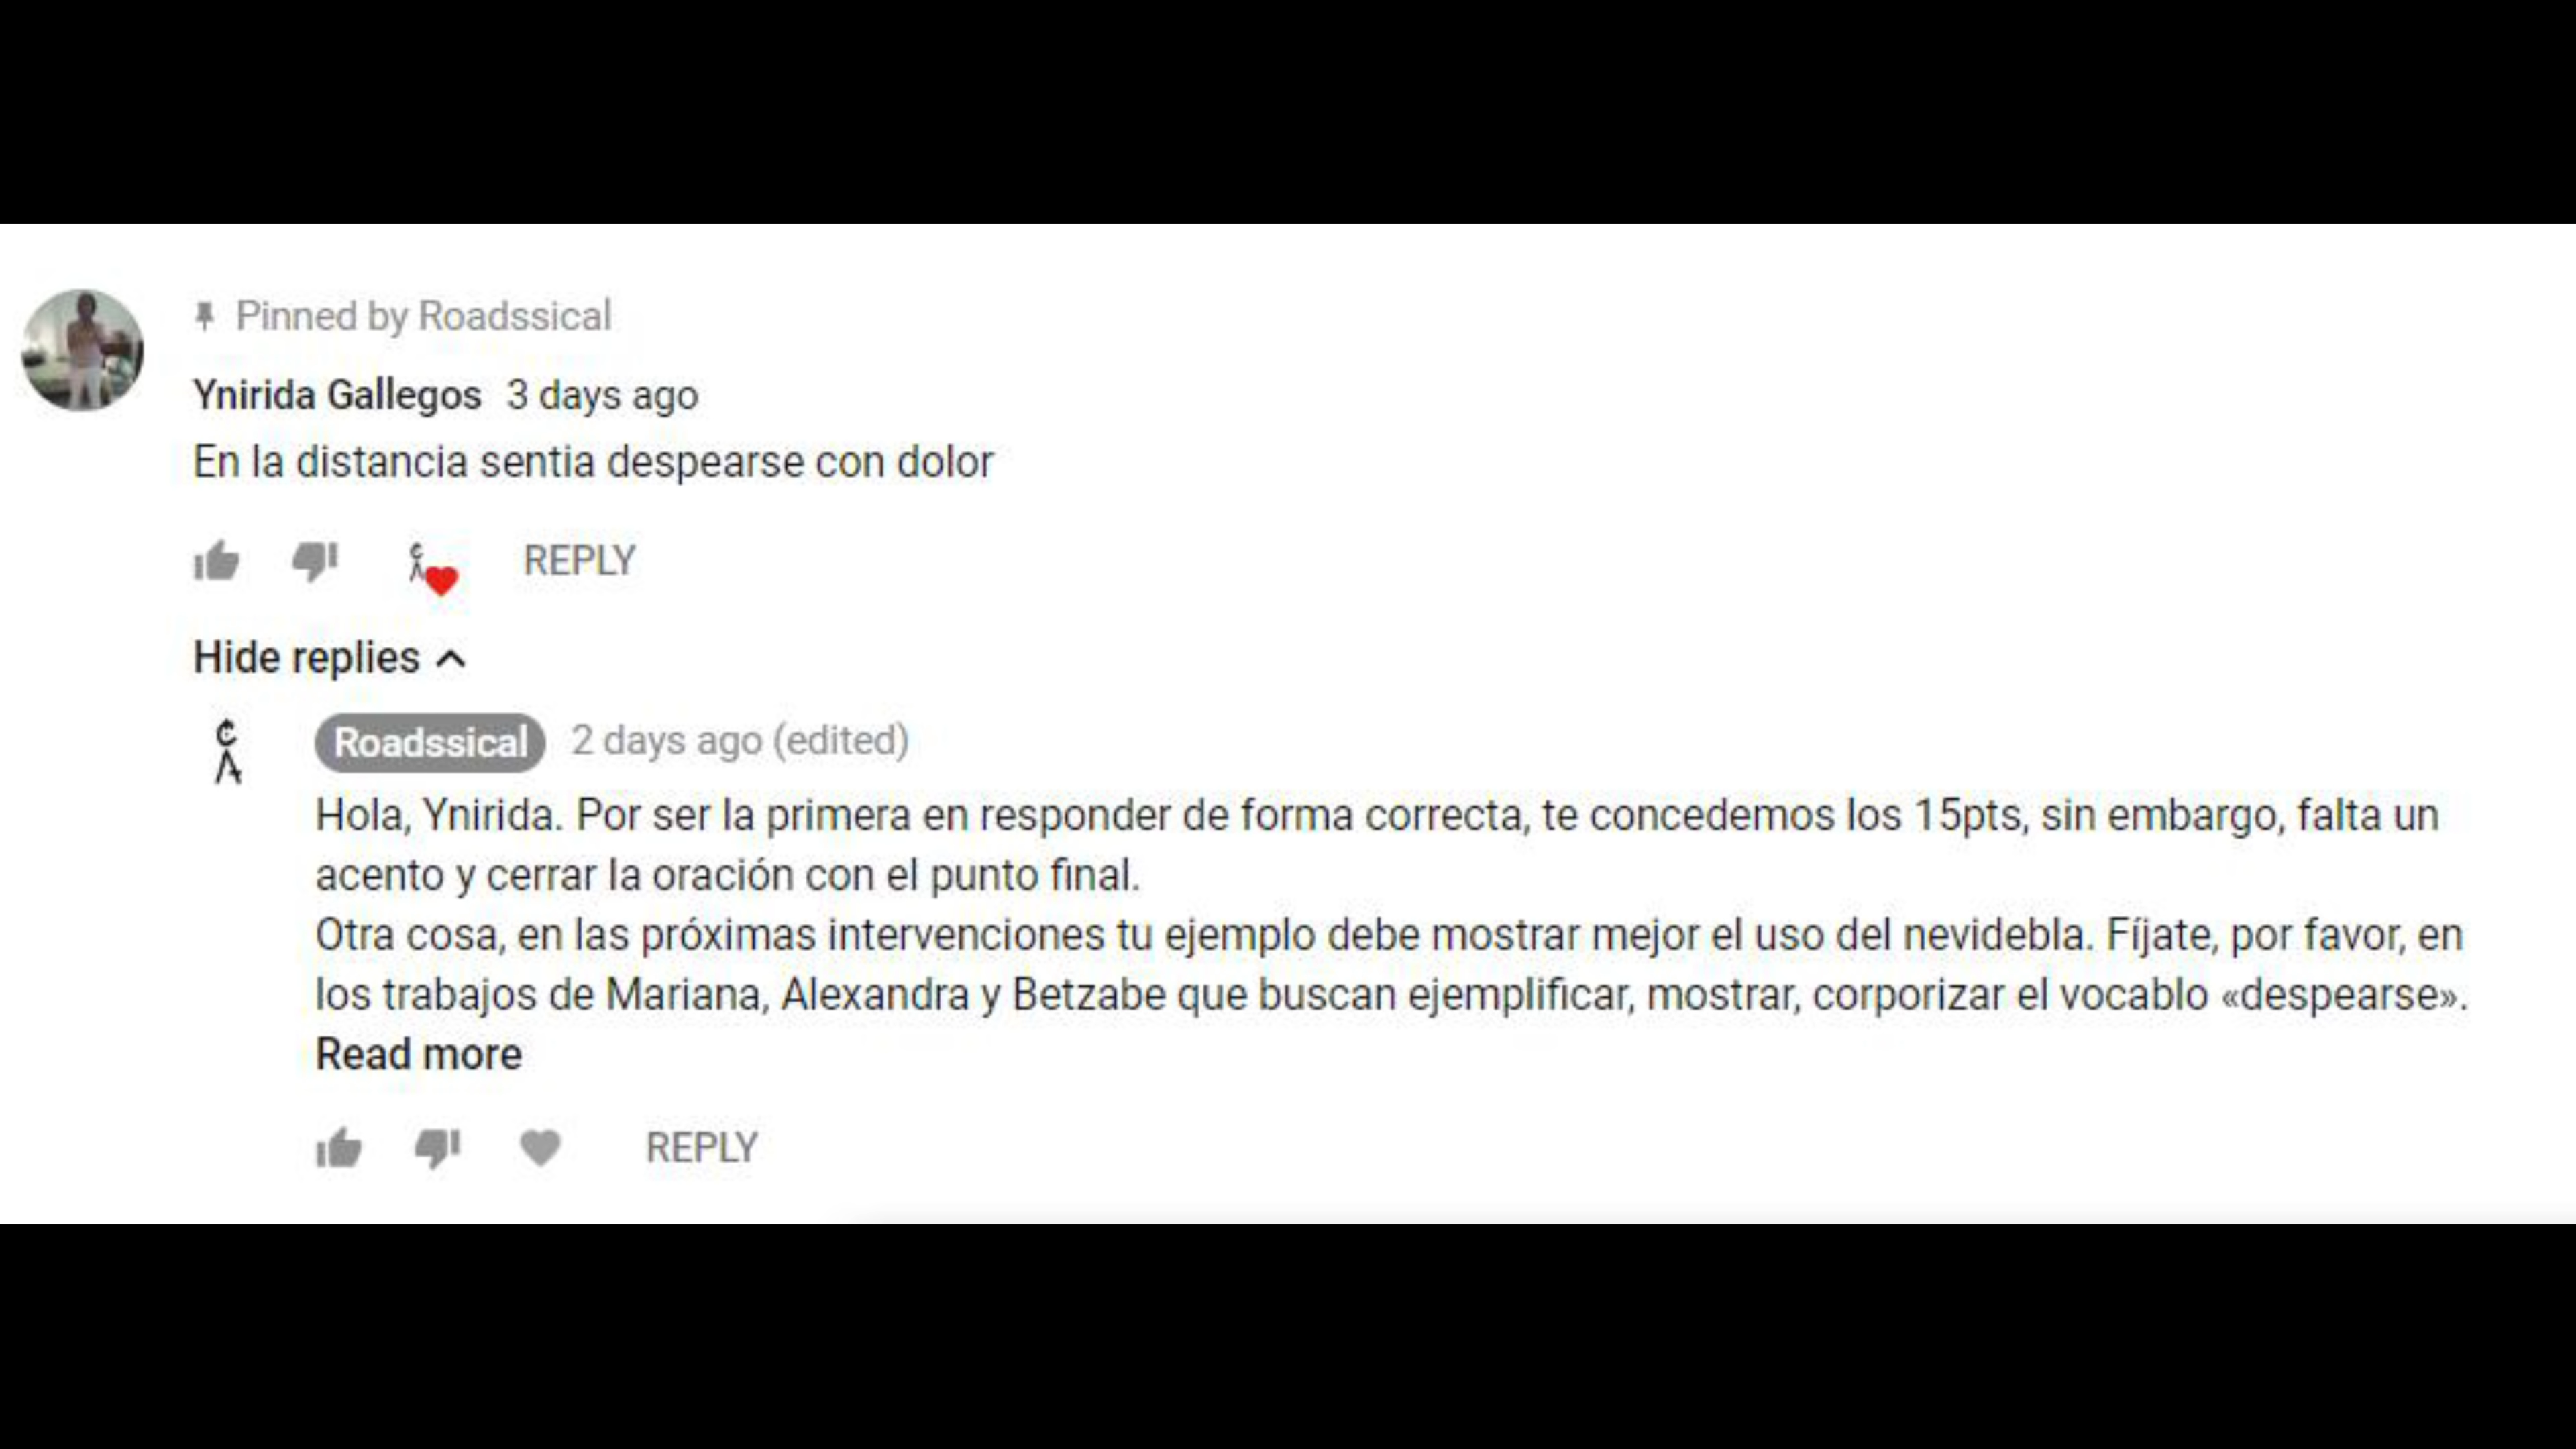 Pinned by Roadssical
Ynirida Gallegos 3 days ago
En la distancia sentia despearse con dolor
REPLY
Hide replies
Roadssical 2 days ago (edited)
Hola, Ynirida. Por ser la primera en responder de forma correcta, te concedemos los 15pts, sin embargo, falta un
acento y cerrar la oración con el punto final.
Otra cosa, en las próximas intervenciones tu ejemplo debe mostrar mejor el uso del nevidebla. Fíjate, por favor, en
los trabajos de Mariana, Alexandra y Betzabe que buscan ejemplificar, mostrar, corporizar el vocablo «despearse».
Read more
REPLY